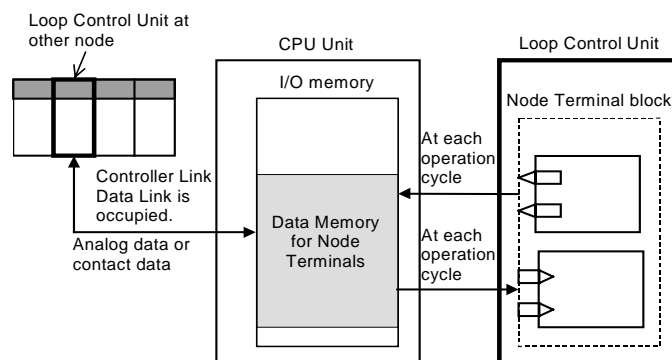 Loop Control Unit at
other node
CPU Unit
Loop Control Unit
I/O memory
Node Terminal block
At each
operation
cycle
Controller Link
Data Link is
occupied.
Analog data or
contact data
Data Memory
for Node
Terminals
At each
operation
cycle